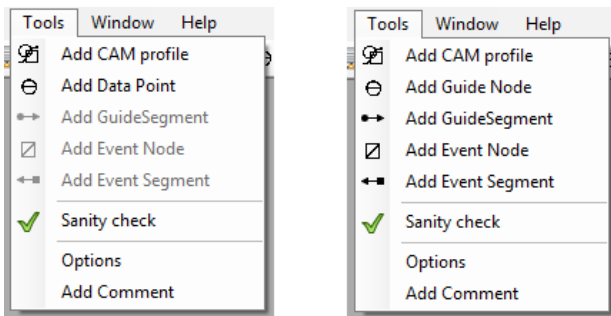 Tools Window Help
Add CAM profile
Add Data Point
Add GuideSegment
Add Event Node
Add Event Segment
Sanity check
Options
Add Comment
Tools Window Help
Add CAM profile
Add Guide Node
Add GuideSegment
Add Event Node
Add Event Segment
Sanity check
Options
Add Comment